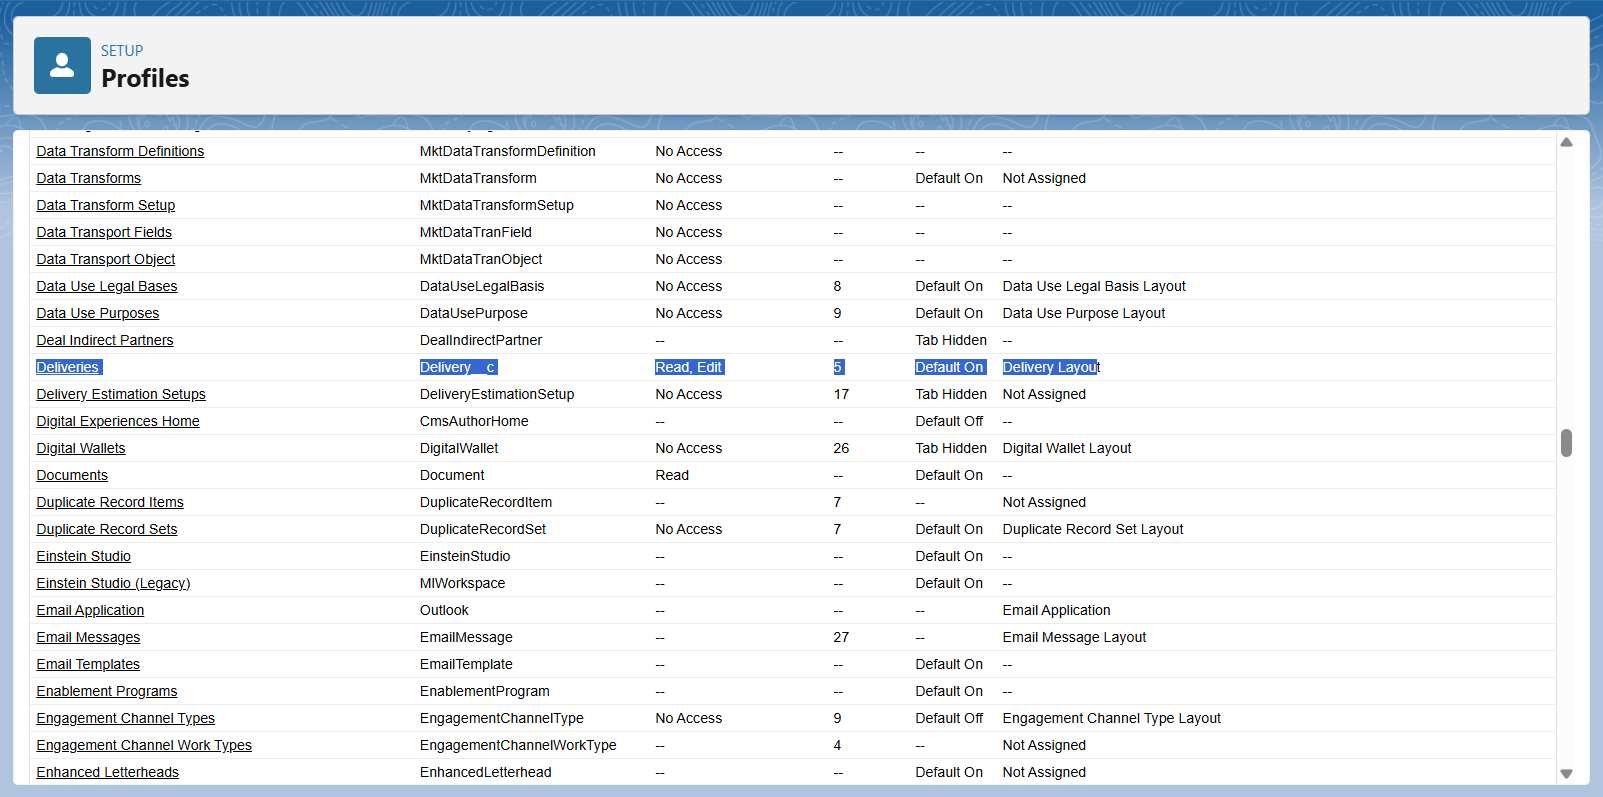 SETUP
Profiles
Data Transform Definitions MktDataTransformDefinition No Access -- -- --
Data Transforms MktDataTransform No Access -- Default On Not Assigned
Data Transform Setup MktDataTransformSetup No Access -- -- --
Data Transport Fields MktDataTranField No Access -- -- --
Data Transport Object MktDataTranObject No Access -- -- --
Data Use Legal Bases DataUseLegalBasis No Access 8 Default On Data Use Legal Basis Layout
Data Use Purposes DataUsePurpose No Access 9 Default On Data Use Purpose Layout
Deal Indirect Partners DealIndirectPartner -- -- Tab Hidden --
Deliveries Delivery__c Read, Edit 5 Default On Delivery Layout
Delivery Estimation Setups DeliveryEstimationSetup No Access 17 Tab Hidden Not Assigned
Digital Experiences Home CmsAuthorHome -- -- Default Off --
Digital Wallets DigitalWallet No Access 26 Tab Hidden Digital Wallet Layout
Documents Document Read -- Default On --
Duplicate Record Items DuplicateRecordItem -- 7 -- Not Assigned
Duplicate Record Sets DuplicateRecordSet No Access 7 Default On Duplicate Record Set Layout
Einstein Studio EinsteinStudio -- -- Default On --
Einstein Studio (Legacy) MlWorkspace -- -- Default On --
Email Application Outlook -- -- -- Email Application
Email Messages EmailMessage -- 27 -- Email Message Layout
Email Templates EmailTemplate -- -- Default On --
Enablement Programs EnablementProgram -- -- Default On --
Engagement Channel Types EngagementChannelType No Access 9 Default Off Engagement Channel Type Layout
Engagement Channel Work Types EngagementChannelWorkType -- 4 -- Not Assigned
Enhanced Letterheads EnhancedLetterhead -- -- Default On Not Assigned